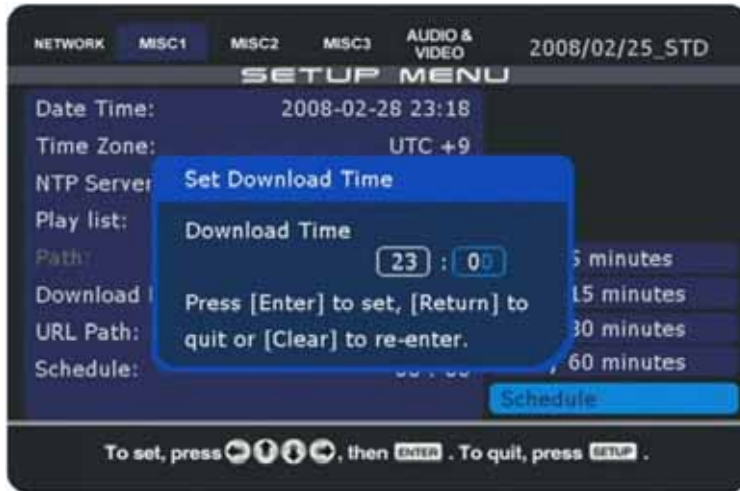 NETWORK MISC1 MISC2 MISC3 AUDIO & VIDEO 2008/02/25_STD
SETUP MENU
Date Time: 2008-02-28 23:18
Time Zone: UTC +9
NTP Server
Set Download Time
Play list:
Download Time
Path:
23 : 00
5 minutes
Download
Press [Enter] to set, [Return] to
15 minutes
URL Path:
quit or [Clear] to re-enter.
30 minutes
Schedule:
60 minutes
Schedule
To set, press , then ENTER . To quit, press SETUP .